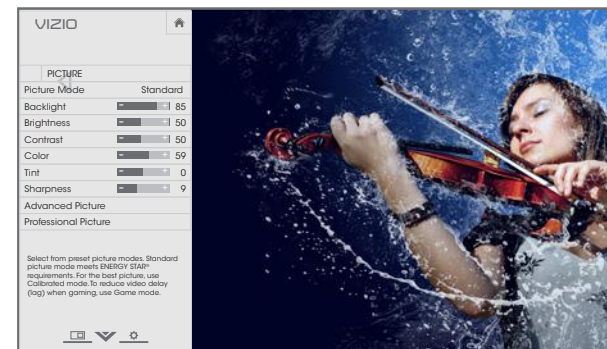 VIZIO
PICTURE
Picture Mode Standard
Backlight 85
Brightness 50
Contrast 50
Color 59
Tint 0
Sharpness 9
Advanced Picture
Professional Picture
Select from preset picture modes. Standard
picture mode meets ENERGY STAR®
requirements. For the best picture, use
Calibrated mode. To reduce video delay
(lag) when gaming, use Game mode.